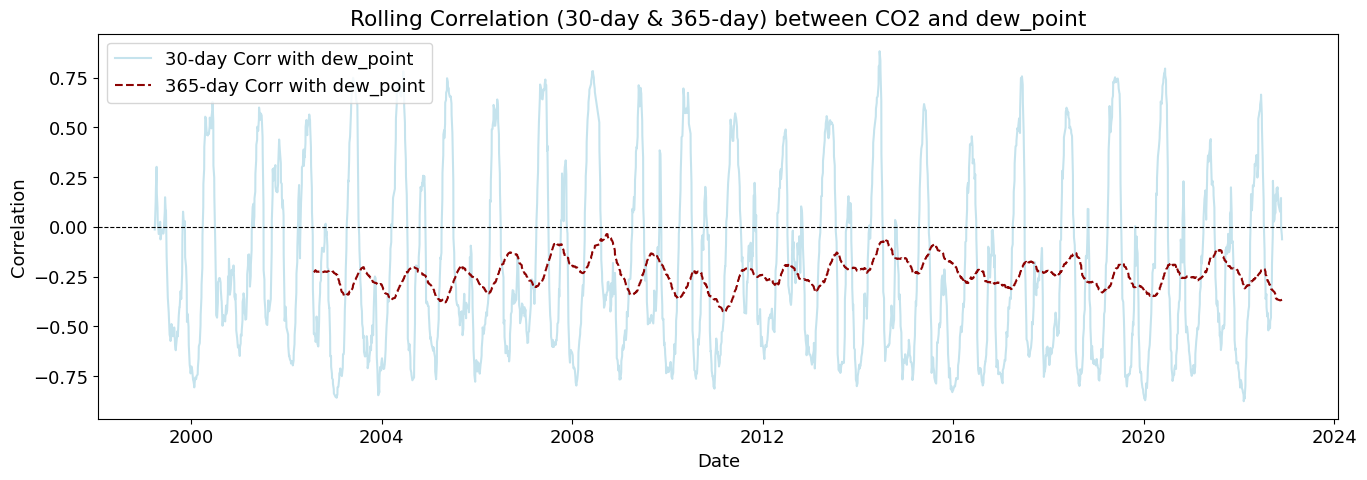 Rolling Correlation (30-day & 365-day) between CO2 and dew_point
30-day Corr with dew_point
365-day Corr with dew_point
Correlation
0.75
0.50
0.25
0.00
−0.25
−0.50
−0.75
2000 2004 2008 2012 2016 2020 2024
Date